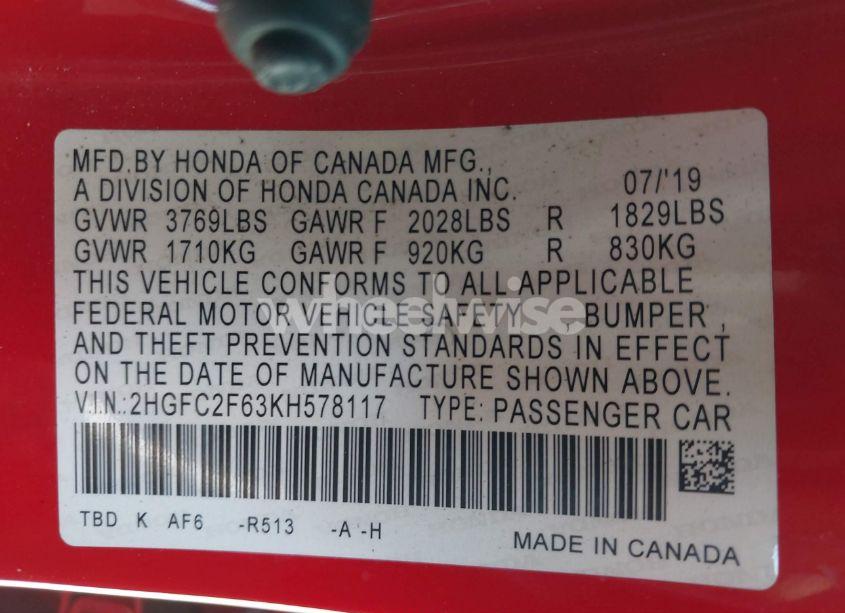 MFD.BY HONDA OF CANADA MFG.,
A DIVISION OF HONDA CANADA INC. 07/'19
GVWR 3769LBS GAWR F 2028LBS R 1829LBS
GVWR 1710KG GAWR F 920KG R 830KG
THIS VEHICLE CONFORMS TO ALL APPLICABLE
FEDERAL MOTOR VEHICLE SAFETY , BUMPER ,
AND THEFT PREVENTION STANDARDS IN EFFECT
ON THE DATE OF MANUFACTURE SHOWN ABOVE.
V.I.N.:2HGFC2F63KH578117 TYPE: PASSENGER CAR
TBD K AF6 -R513 -A -H
MADE IN CANADA
wheelwise